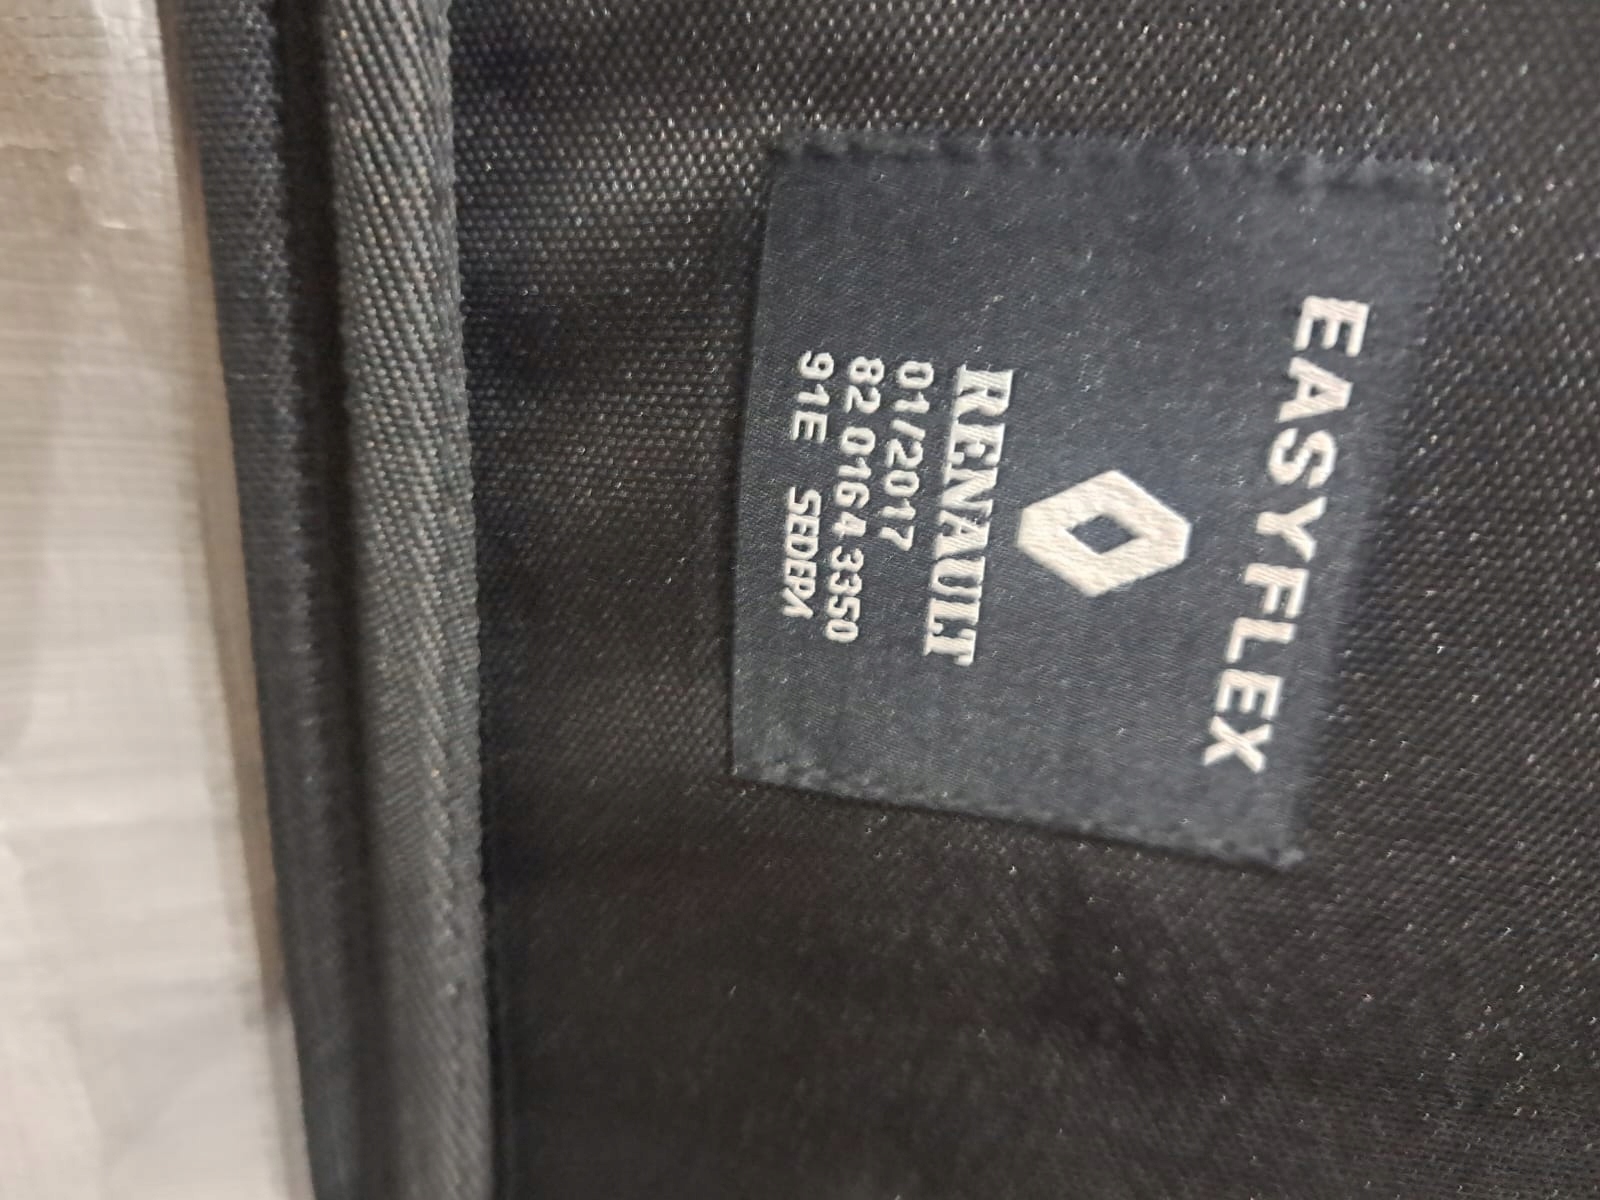 EASYFLEX
RENAULT
01/2017
82 0164 3350
91E SEDEPA